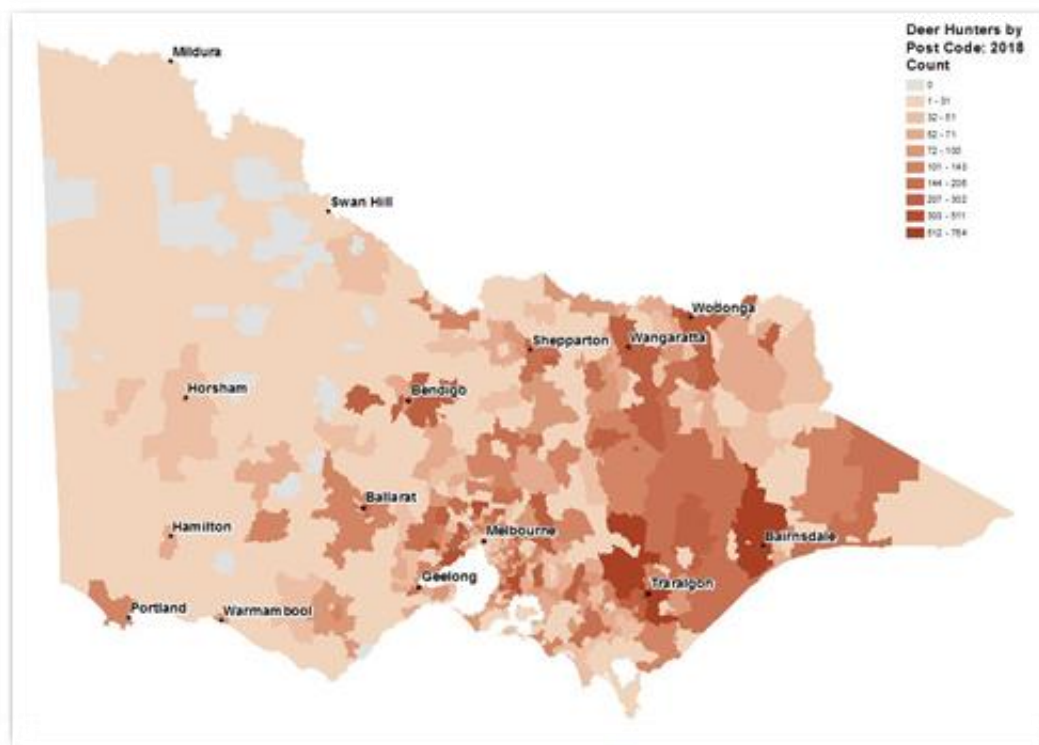 Deer Hunters by
Post Code: 2018
Count
0
1 - 31
32 - 51
52 - 71
72 - 100
101 - 143
144 - 206
207 - 302
303 - 511
512 - 764
Mildura
Swan Hill
Wodonga
Shepparton
Wangaratta
Horsham
Bendigo
Ballarat
Hamilton
Melbourne
Bairnsdale
Geelong
Traralgon
Portland
Warrnambool